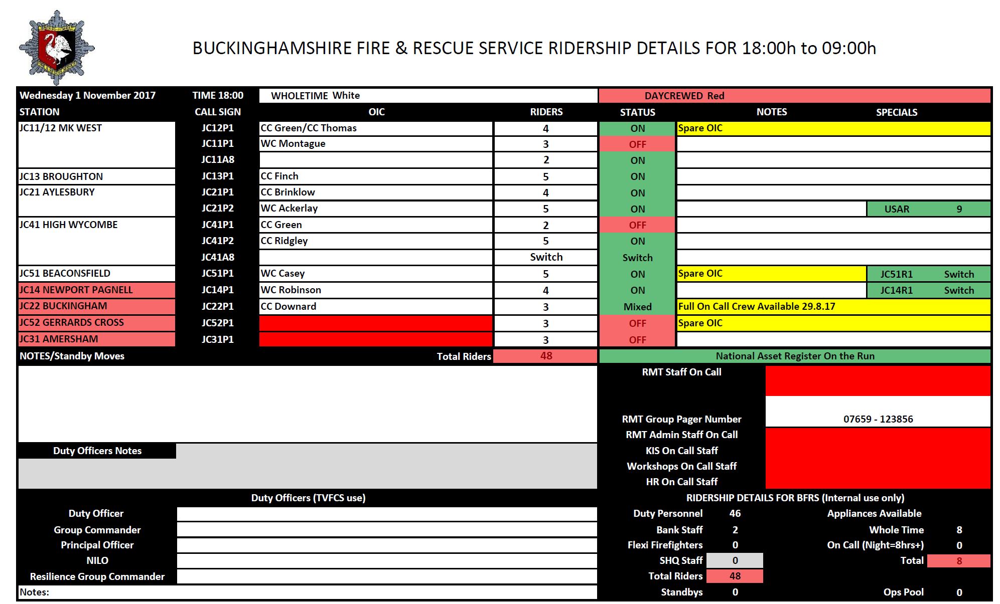 BUCKINGHAMSHIRE FIRE & RESCUE SERVICE RIDERSHIP DETAILS FOR 18:00h to 09:00h
FIRE & RESCUE SERVICE
Wednesday 1 November 2017 TIME 18:00 WHOLETIME White DAYCREWED Red
STATION CALL SIGN OIC RIDERS STATUS NOTES SPECIALS
JC11/12 MK WEST JC12P1 CC Green/CC Thomas 4 ON Spare OIC
JC11P1 WC Montague 3 OFF
JC11A8 2 ON
JC13 BROUGHTON JC13P1 CC Finch 5 ON
JC21 AYLESBURY JC21P1 CC Brinklow 4 ON
JC21P2 WC Ackerlay 5 ON USAR 9
JC41 HIGH WYCOMBE JC41P1 CC Green 2 OFF
JC41P2 CC Ridgley 5 ON
JC41A8 Switch Switch
JC51 BEACONSFIELD JC51P1 WC Casey 5 ON Spare OIC JC51R1 Switch
JC14 NEWPORT PAGNELL JC14P1 WC Robinson 4 ON JC14R1 Switch
JC22 BUCKINGHAM JC22P1 CC Downard 3 Mixed Full On Call Crew Available 29.8.17
JC52 GERRARDS CROSS JC52P1 3 OFF Spare OIC
JC31 AMERSHAM JC31P1 3 OFF
NOTES/Standby Moves Total Riders 48 National Asset Register On the Run
RMT Staff On Call
RMT Group Pager Number 07659 - 123856
RMT Admin Staff On Call
Duty Officers Notes KIS On Call Staff
Workshops On Call Staff
HR On Call Staff
Duty Officers (TVFCS use) RIDERSHIP DETAILS FOR BFRS (Internal use only)
Duty Officer Duty Personnel 46 Appliances Available
Group Commander Bank Staff 2 Whole Time 8
Principal Officer Flexi Firefighters 0 On Call (Night=8hrs+) 0
NILO SHQ Staff 0 Total 8
Resilience Group Commander Total Riders 48
Notes: Standbys 0 Ops Pool 0